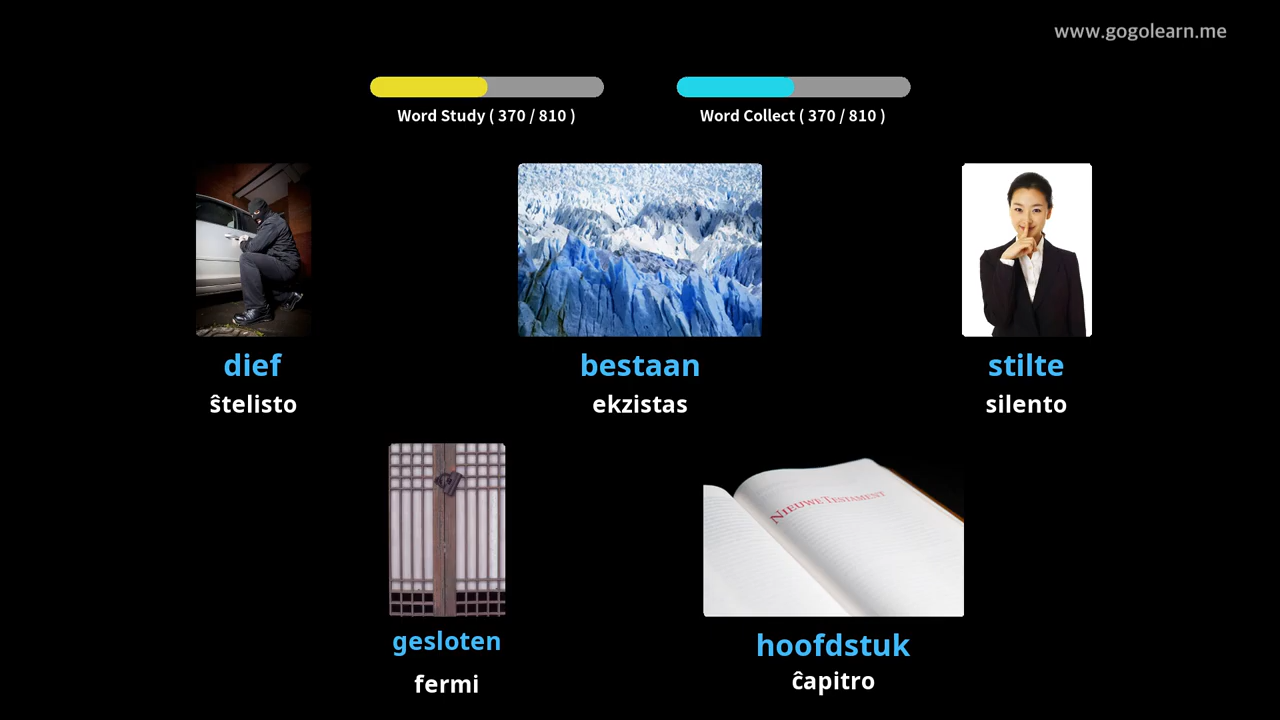 www.gogolearn.me
Word Study ( 370 / 810 )
Word Collect ( 370 / 810 )
dief
ŝtelisto
bestaan
ekzistas
stilte
silento
NIEUWE TESTAMENT
gesloten
fermi
hoofdstuk
ĉapitro